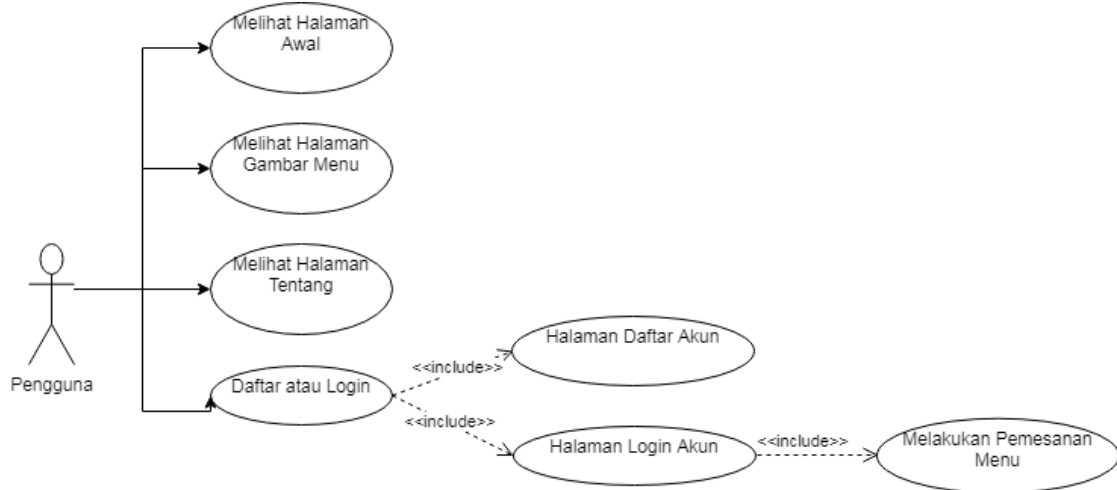 Melihat Halaman
Awal
Melihat Halaman
Gambar Menu
Melihat Halaman
Tentang
Pengguna
Daftar atau Login
<<include>>
Halaman Daftar Akun
<<include>>
Halaman Login Akun
<<include>>
Melakukan Pemesanan
Menu